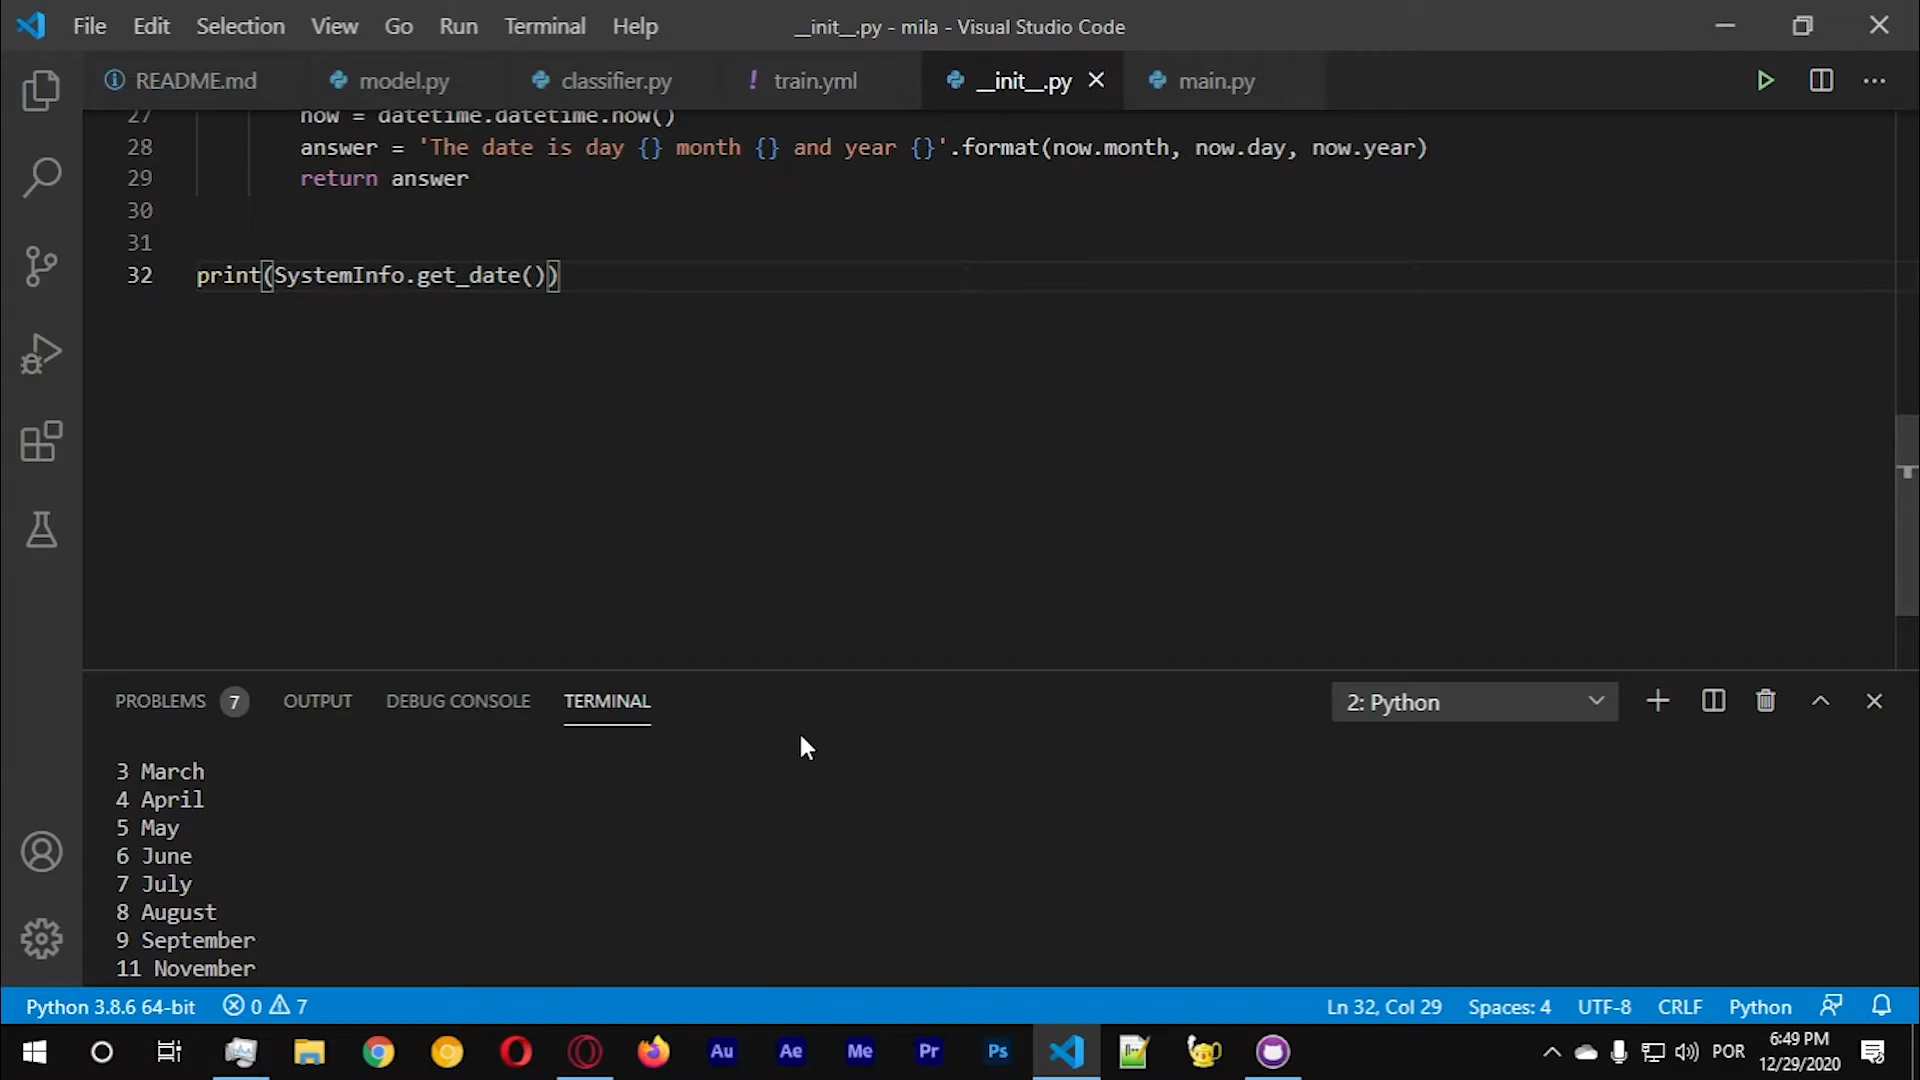 File Edit Selection View Go Run Terminal Help __init__.py - mila - Visual Studio Code
README.md model.py classifier.py ! train.yml __init__.py main.py
27 now = datetime.datetime.now()
28 answer = 'The date is day {} month {} and year {}'.format(now.month, now.day, now.year)
29 return answer
30
31
32 print(SystemInfo.get_date())
PROBLEMS 7 OUTPUT DEBUG CONSOLE TERMINAL 2: Python
3 March
4 April
5 May
6 June
7 July
8 August
9 September
11 November
Python 3.8.6 64-bit 0 7 Ln 32, Col 29 Spaces: 4 UTF-8 CRLF Python
Au Ae Me Pr Ps POR 6:49 PM
12/29/2020